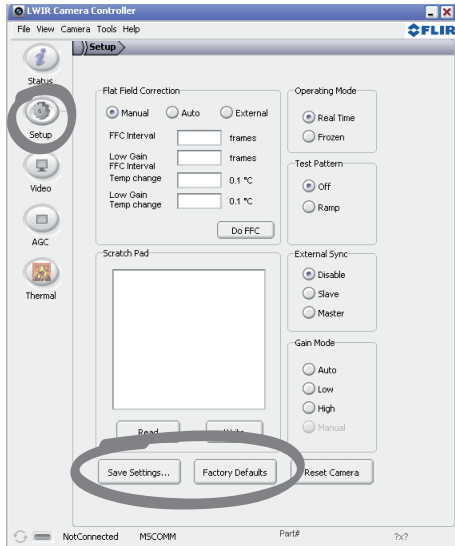 LWIR Camera Controller
File View Camera Tools Help
FLIR
Setup
Status
Setup
Video
AGC
Thermal
Flat Field Correction
Manual Auto External
FFC Interval frames
Low Gain
FFC Interval frames
Temp change 0.1 °C
Low Gain
Temp change 0.1 °C
Do FFC
Operating Mode
Real Time
Frozen
Test Pattern
Off
Ramp
Scratch Pad
Read Write
External Sync
Disable
Slave
Master
Gain Mode
Auto
Low
High
Manual
Save Settings... Factory Defaults Reset Camera
NotConnected MSCOMM Part# ?x?